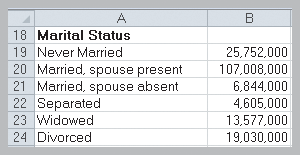 A B
18 Marital Status
19 Never Married 25,752,000
20 Married, spouse present 107,008,000
21 Married, spouse absent 6,844,000
22 Separated 4,605,000
23 Widowed 13,577,000
24 Divorced 19,030,000